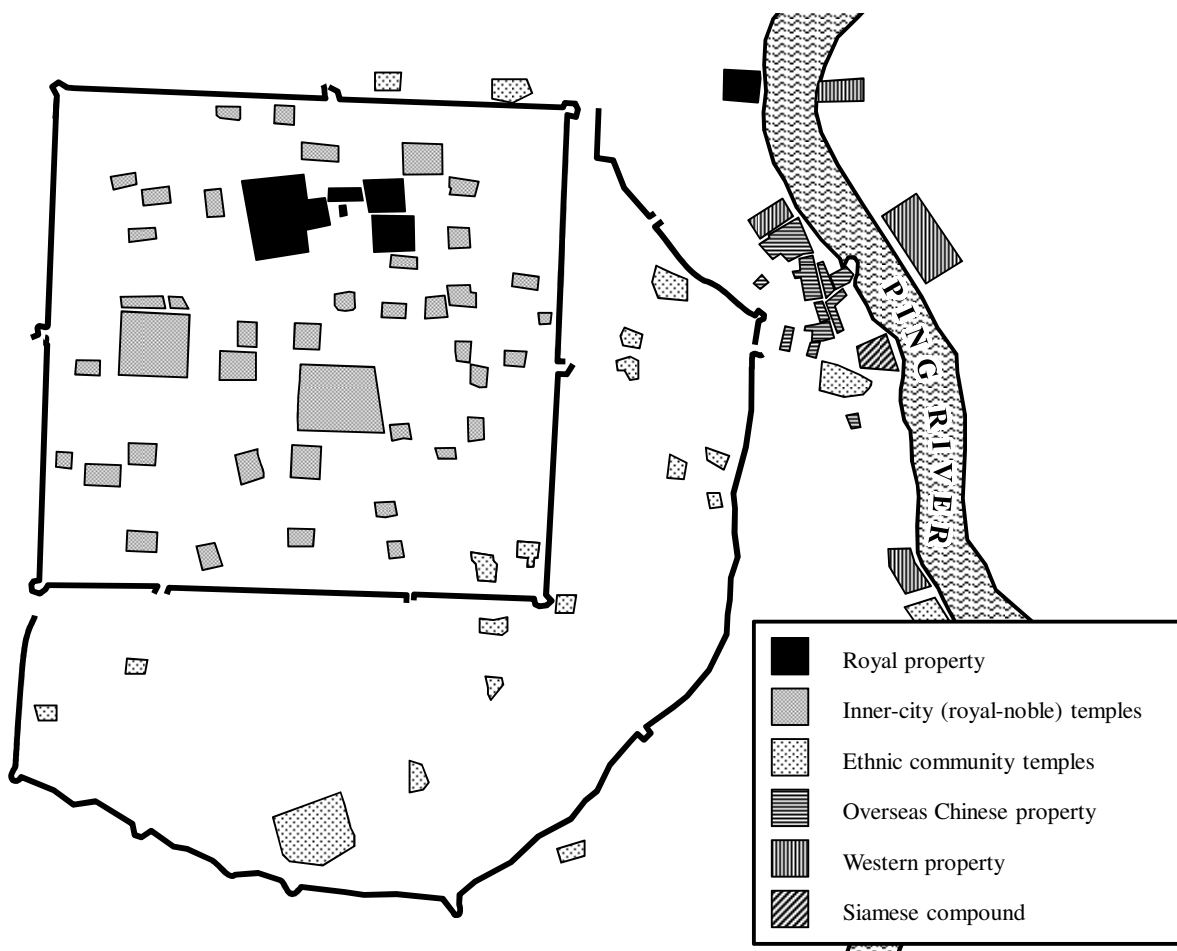 PING RIVER
Royal property
Inner-city (royal-noble) temples
Ethnic community temples
Overseas Chinese property
Western property
Siamese compound